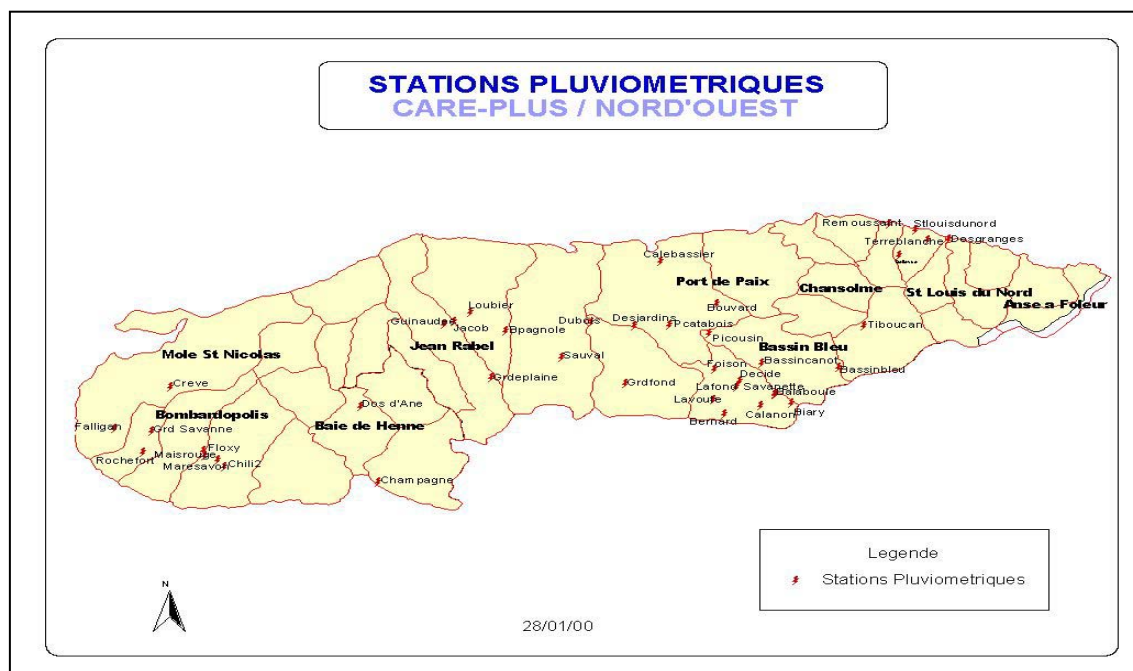 STATIONS PLUVIOMETRIQUES
CARE-PLUS / NORD'OUEST
Remoussaint
Stlouisdunord
Terreblanche
Desgranges
Calebassier
Port de Paix
Chansolme
St Louis du Nord
Anse a Foleur
Bouvard
Loubier
Guinaudee
Jacob
Bpagnole
Dubois
Desjardins
Pcatabois
Picousin
Tiboucan
Jean Rabel
Bassin Bleu
Mole St Nicolas
Sauval
Foison
Bassincanot
Bassinbleu
Decide
Creve
Grdeplaine
Grdfond
Lafond
Savanette
Balaboule
Lavoute
Calanon
Biary
Bernard
Dos d'Ane
Bombardopolis
Baie de Henne
Falligan
Grd Savanne
Rochefort
Maisrouge
Floxy
Maresavon
Chili2
Champagne
Legende
Stations Pluviometriques
N
28/01/00